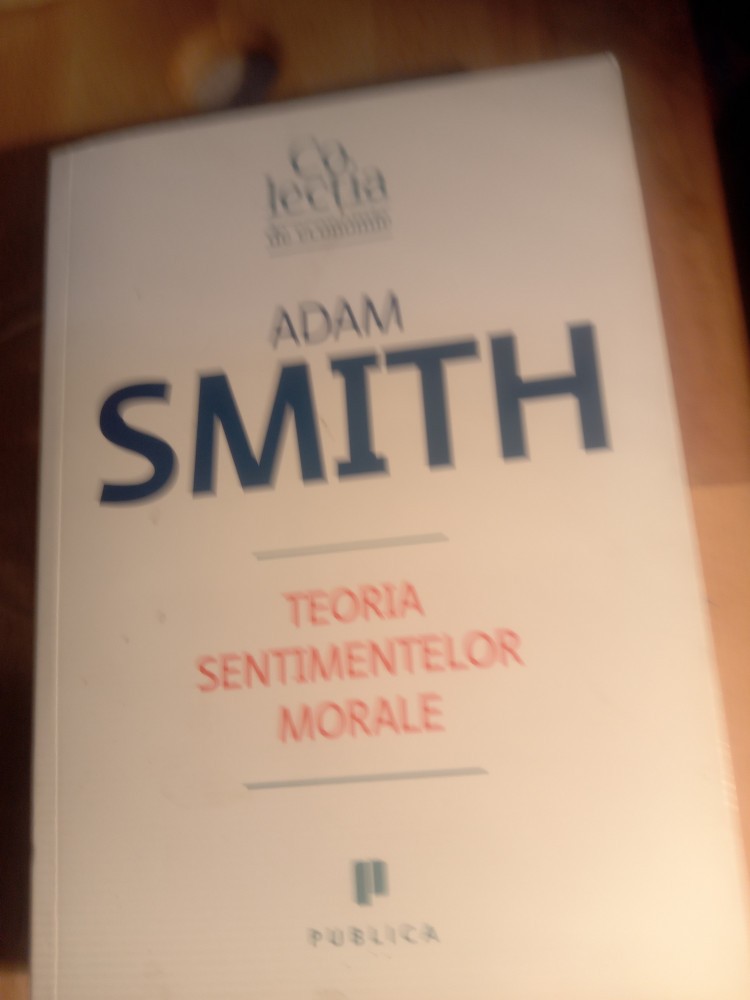 Co
lecția
de economie
ADAM
SMITH
TEORIA
SENTIMENTELOR
MORALE
PUBLICA